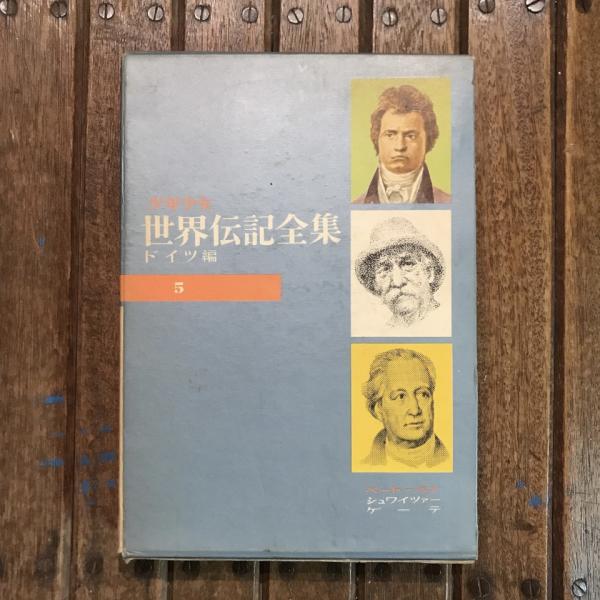 少年少女
世界伝記全集
ドイツ編
5
ベートーベン
シュワイツァー
ゲーテ